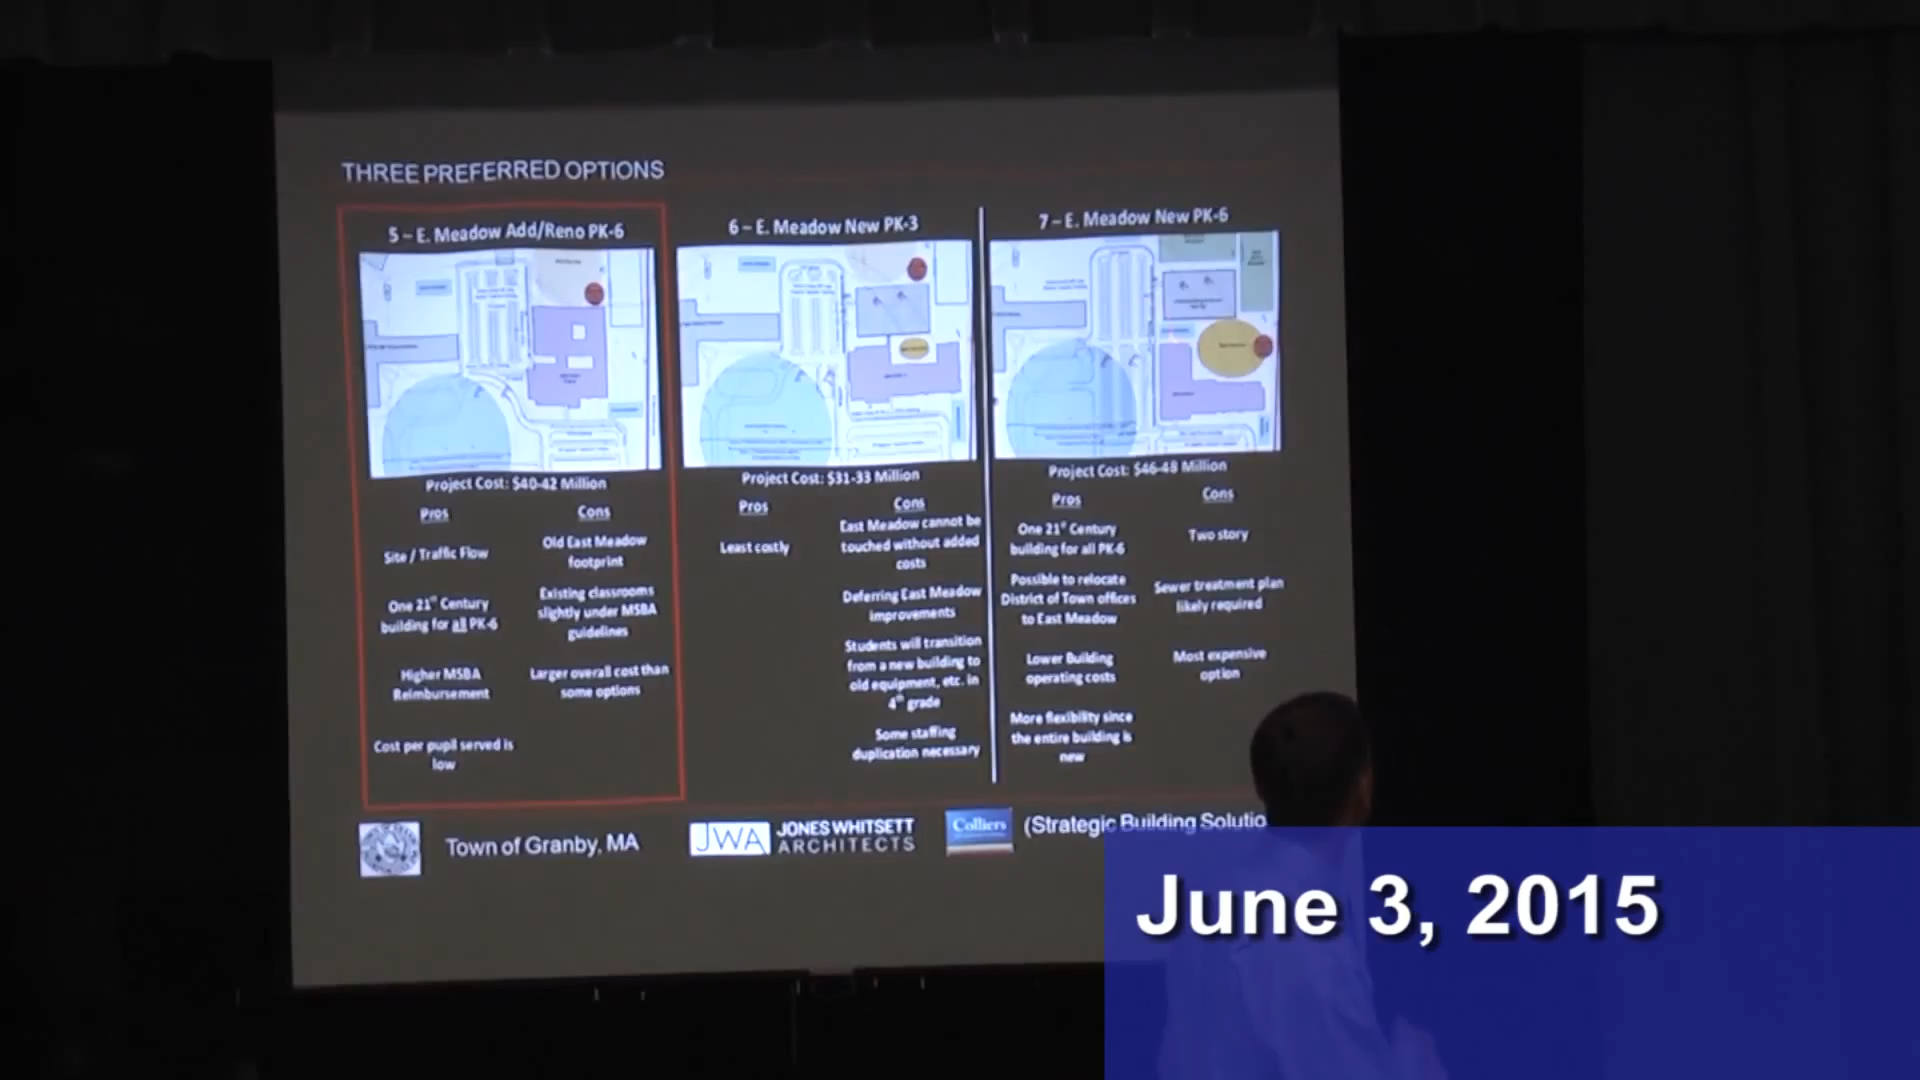 THREE PREFERRED OPTIONS
5 – E. Meadow Add/Reno PK-6
Project Cost: $40-42 Million
Pros
Site / Traffic Flow
One 21st Century
building for all PK-6
Higher MSBA
Reimbursement
Cost per pupil served is
low
Cons
Old East Meadow
footprint
Existing classrooms
slightly under MSBA
guidelines
Larger overall cost than
some options
6 – E. Meadow New PK-3
Project Cost: $31-33 Million
Pros
Least costly
Cons
East Meadow cannot be
touched without added
costs
Deferring East Meadow
improvements
Students will transition
from a new building to
old equipment, etc. in
4th grade
Some staffing
duplication necessary
7 – E. Meadow New PK-6
Project Cost: $46-48 Million
Pros
One 21st Century
building for all PK-6
Possible to relocate
District of Town offices
to East Meadow
Lower Building
operating costs
More flexibility since
the entire building is
new
Cons
Two story
Sewer treatment plan
likely required
Most expensive
option
Town of Granby, MA
JWA
JONES WHITSETT
ARCHITECTS
Colliers
(Strategic Building Solutio
June 3, 2015